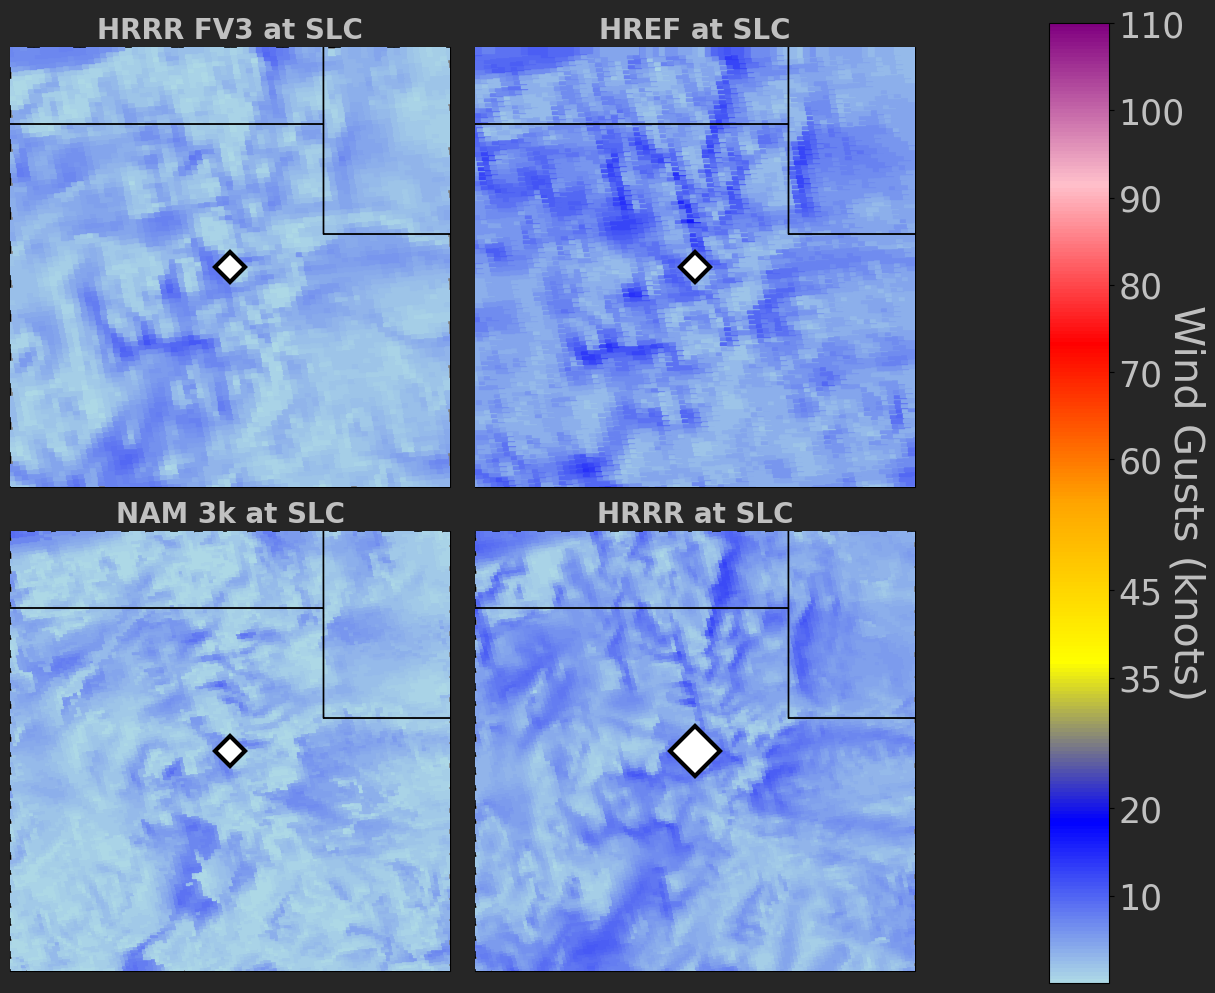 HRRR FV3 at SLC
HREF at SLC
NAM 3k at SLC
HRRR at SLC
110
100
90
80
70
60
45
35
20
10
Wind Gusts (knots)